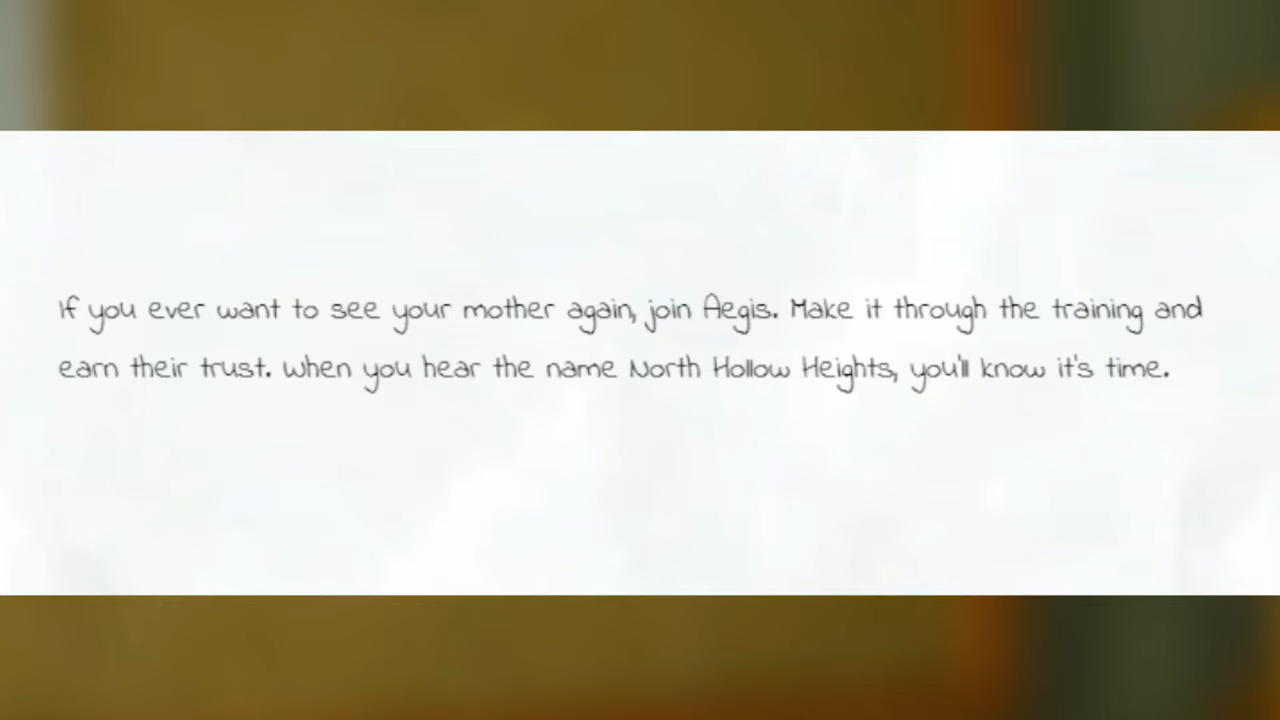 If you ever want to see your mother again, join Aegis. Make it through the training and
earn their trust. When you hear the name North Hollow Heights, you'll know it's time.